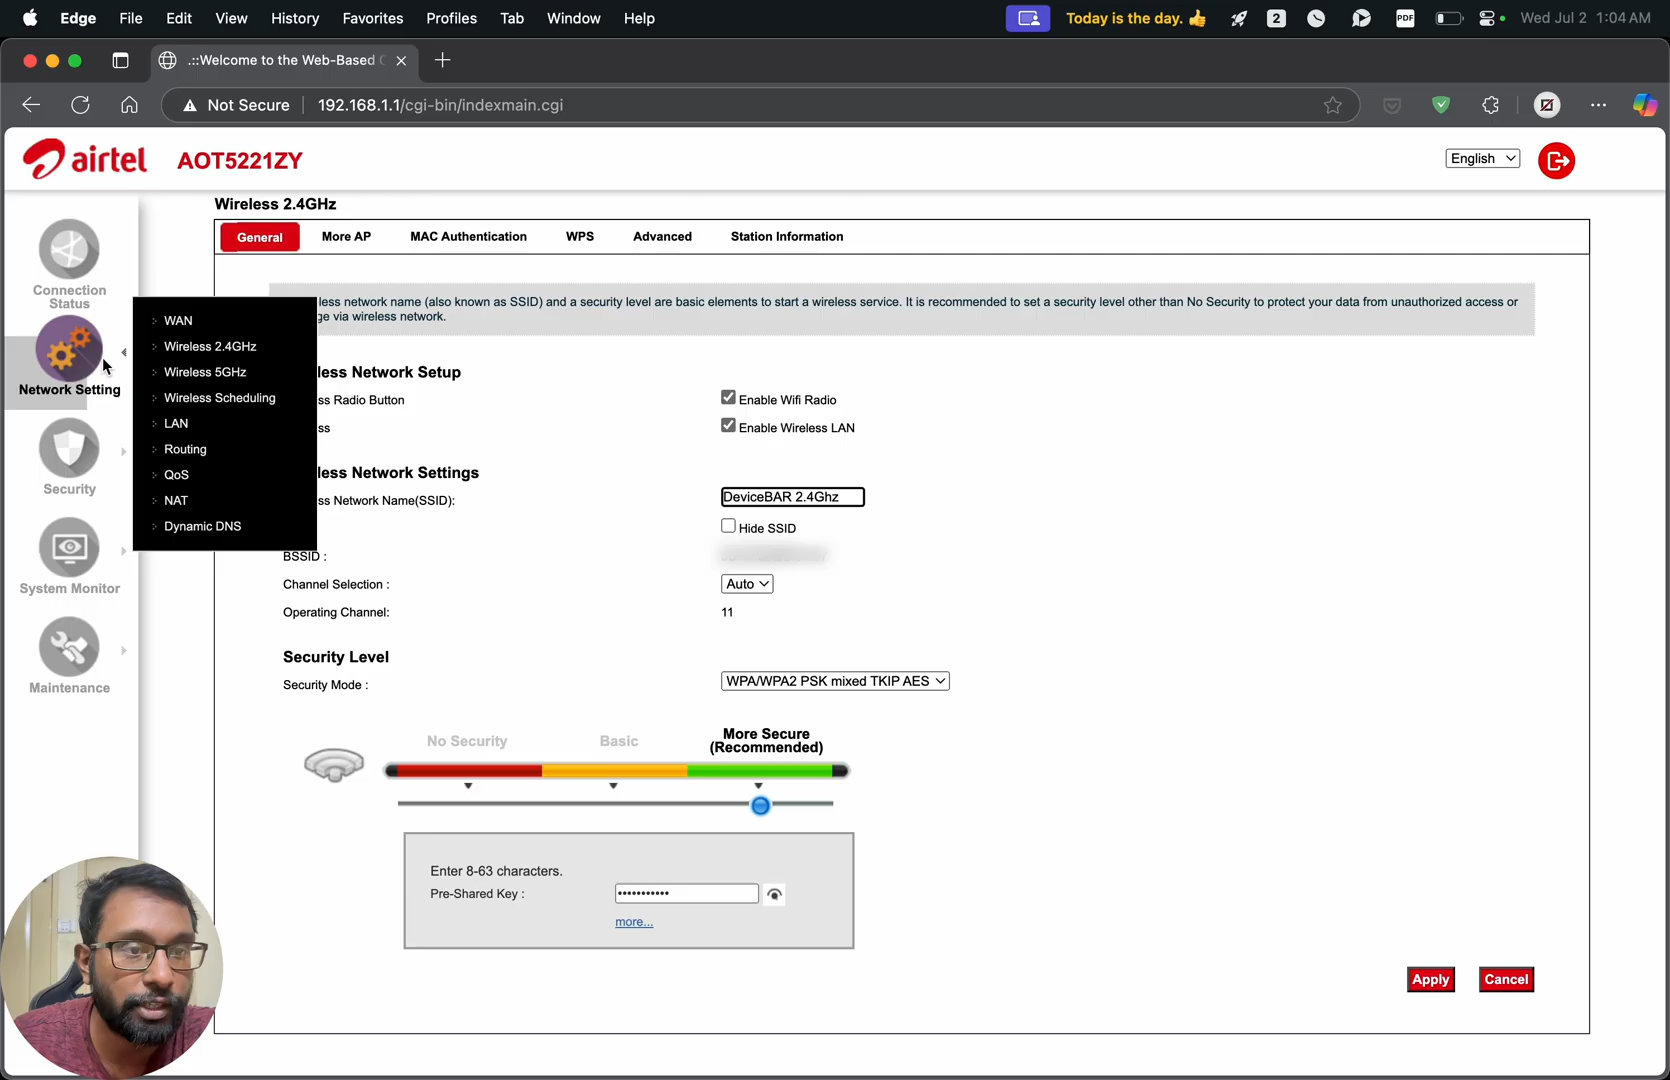 Edge File Edit View History Favorites Profiles Tab Window Help
Today is the day. 👍 2 PDF Wed Jul 2 1:04 AM
.::Welcome to the Web-Based C
Not Secure 192.168.1.1/cgi-bin/indexmain.cgi
airtel AOT5221ZY English
Wireless 2.4GHz
General More AP MAC Authentication WPS Advanced Station Information
less network name (also known as SSID) and a security level are basic elements to start a wireless service. It is recommended to set a security level other than No Security to protect your data from unauthorized access or
ge via wireless network.
Connection
Status
Network Setting
Security
System Monitor
Maintenance
WAN
Wireless 2.4GHz
Wireless 5GHz
Wireless Scheduling
LAN
Routing
QoS
NAT
Dynamic DNS
less Network Setup
ss Radio Button Enable Wifi Radio
ss Enable Wireless LAN
less Network Settings
ss Network Name(SSID): DeviceBAR 2.4Ghz
Hide SSID
BSSID :
Channel Selection : Auto
Operating Channel: 11
Security Level
Security Mode : WPA/WPA2 PSK mixed TKIP AES
No Security Basic More Secure
(Recommended)
Enter 8-63 characters.
Pre-Shared Key : •••••••••••
more...
Apply Cancel